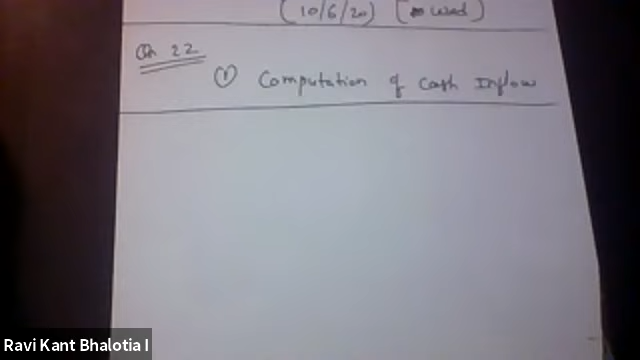 (10/6/20) (Wed)
Qn 22
① Computation of Cash Inflow
Ravi Kant Bhalotia I